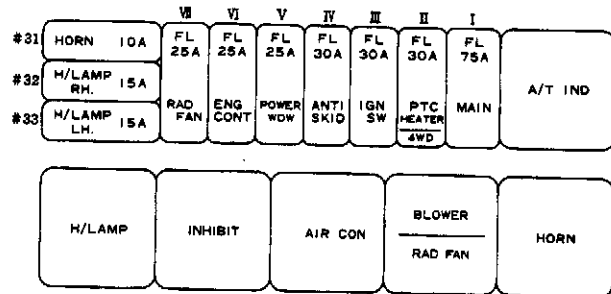 VII VI V IV III II I
#31 HORN 10A FL FL FL FL FL FL FL
25A 25A 25A 30A 30A 30A 75A
#32 H/LAMP RH. 15A A/T IND
#33 H/LAMP LH. 15A RAD FAN ENG CONT POWER WDW ANTI SKID IGN SW PTC HEATER MAIN
4WD
H/LAMP INHIBIT AIR CON BLOWER HORN
RAD FAN